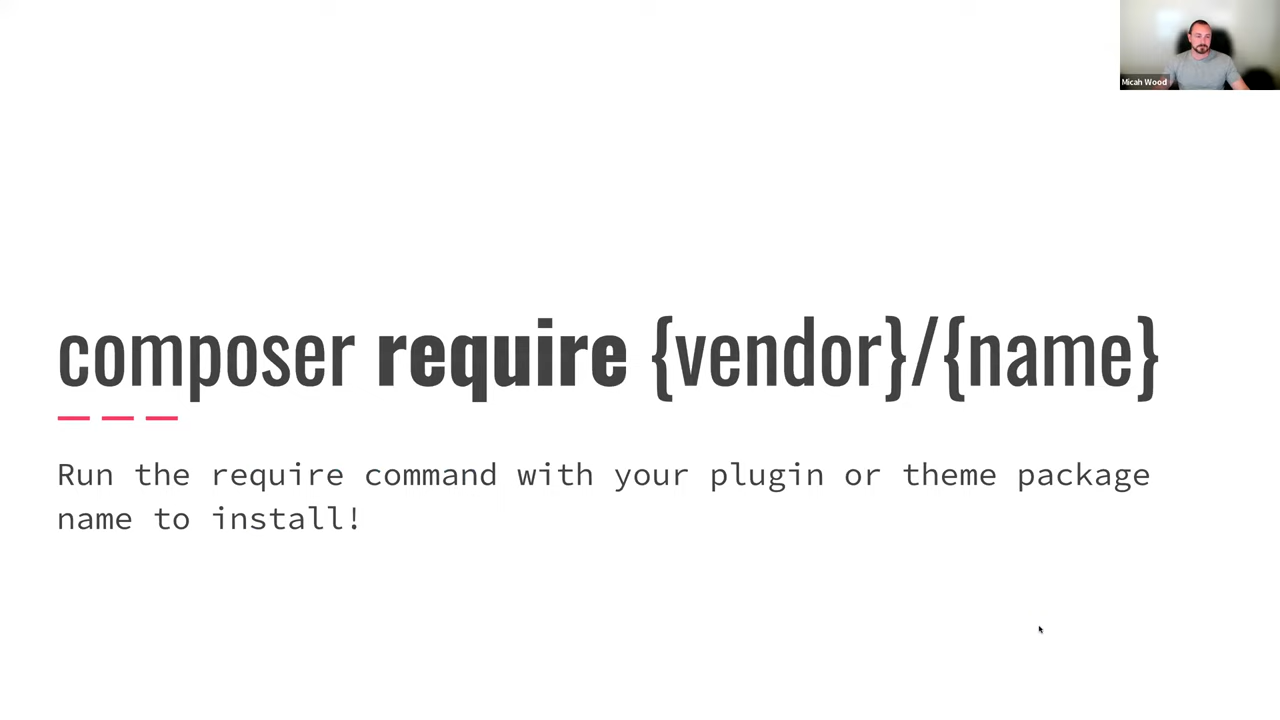 Micah Wood
composer require {vendor}/{name}
Run the require command with your plugin or theme package
name to install!